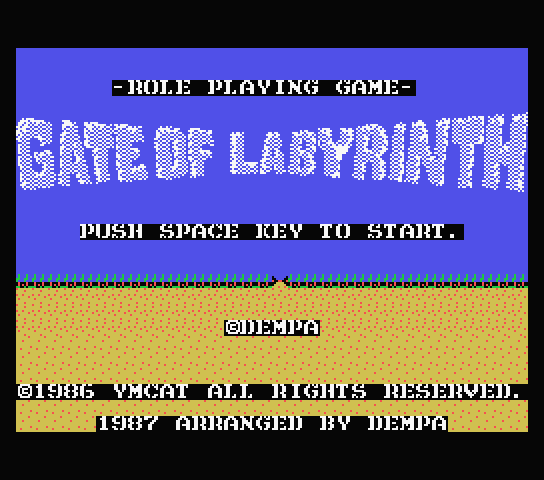 -ROLE PLAYING GAME-
GATE OF LABYRINTH
PUSH SPACE KEY TO START.
©DEMPA
©1986 YMCAT ALL RIGHTS RESERVED.
1987 ARRANGED BY DEMPA